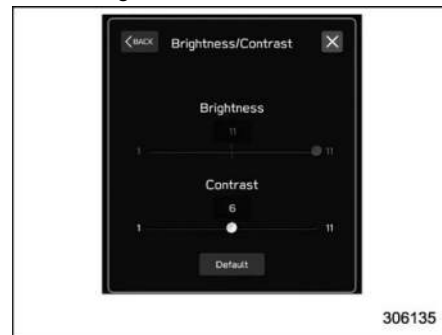 BACK Brightness/Contrast X
Brightness
11
1 11
Contrast
6
1 11
Default
306135